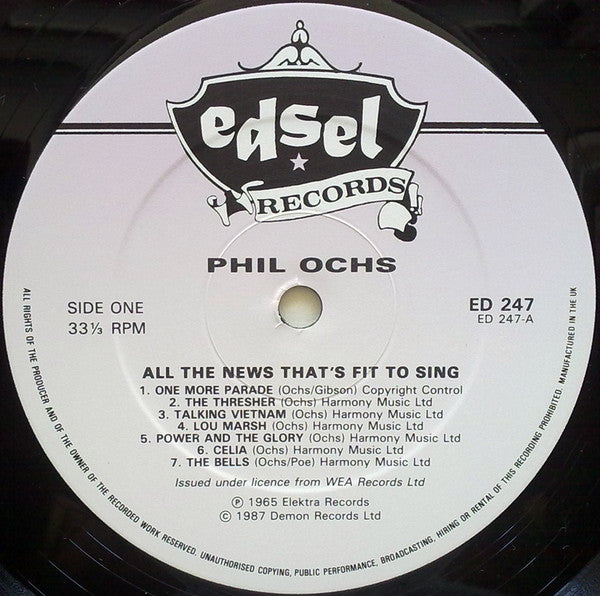 edsel
RECORDS
PHIL OCHS
SIDE ONE
33⅓ RPM
ED 247
ED 247-A
ALL THE NEWS THAT'S FIT TO SING
1. ONE MORE PARADE (Ochs/Gibson) Copyright Control
2. THE THRESHER (Ochs) Harmony Music Ltd
3. TALKING VIETNAM (Ochs) Harmony Music Ltd
4. LOU MARSH (Ochs) Harmony Music Ltd
5. POWER AND THE GLORY (Ochs) Harmony Music Ltd
6. CELIA (Ochs) Harmony Music Ltd
7. THE BELLS (Ochs/Poe) Harmony Music Ltd
Issued under licence from WEA Records Ltd
Ⓟ 1965 Elektra Records
© 1987 Demon Records Ltd
ALL RIGHTS OF THE PRODUCER AND OF THE OWNER OF THE RECORDED WORK RESERVED. UNAUTHORISED COPYING, PUBLIC PERFORMANCE, BROADCASTING, HIRING OR RENTAL OF THIS RECORDING PROHIBITED. MANUFACTURED IN THE UK